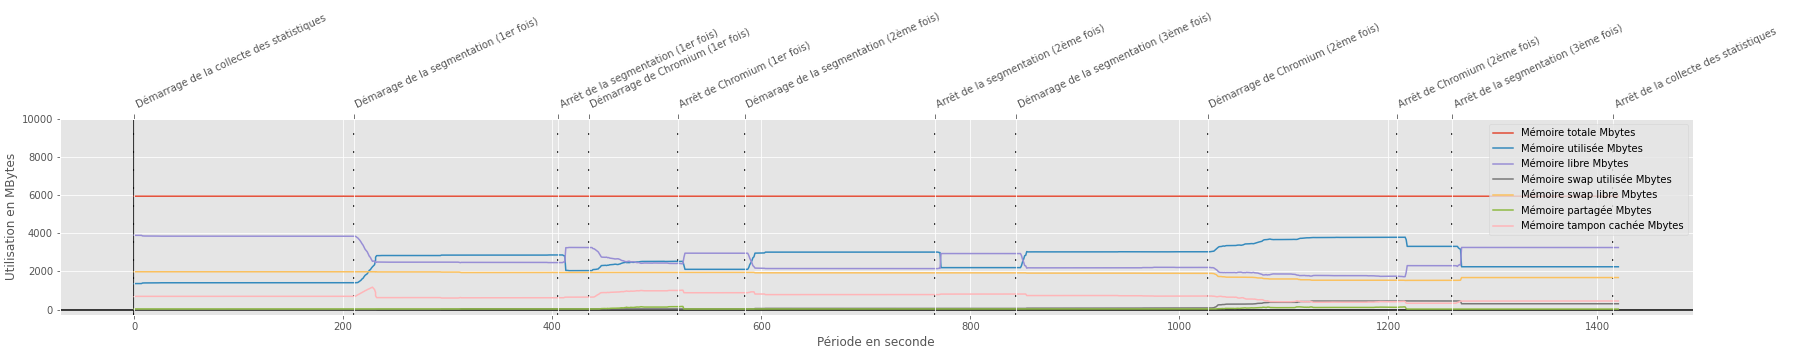 Démarrage de la collecte des statistiques
Démarage de la segmentation (1er fois)
Arrêt de la segmentation (1er fois)
Démarrage de Chromium (1er fois)
Arrêt de Chromium (1er fois)
Démarage de la segmentation (2ème fois)
Arrêt de la segmentation (2ème fois)
Démarage de la segmentation (3ème fois)
Démarrage de Chromium (2ème fois)
Arrêt de Chromium (2ème fois)
Arrêt de la segmentation (3ème fois)
Arrêt de la collecte des statistiques
Utilisation en MBytes
10000
8000
6000
4000
2000
0
Mémoire totale Mbytes
Mémoire utilisée Mbytes
Mémoire libre Mbytes
Mémoire swap utilisée Mbytes
Mémoire swap libre Mbytes
Mémoire partagée Mbytes
Mémoire tampon cachée Mbytes
0 200 400 600 800 1000 1200 1400
Période en seconde